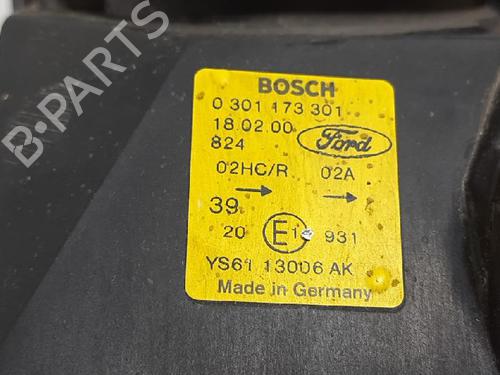 BOSCH
0 301 173 301
18.02.00
Ford
824
02HC/R 02A
39
20 E1 931
YS61 13006 AK
Made in Germany